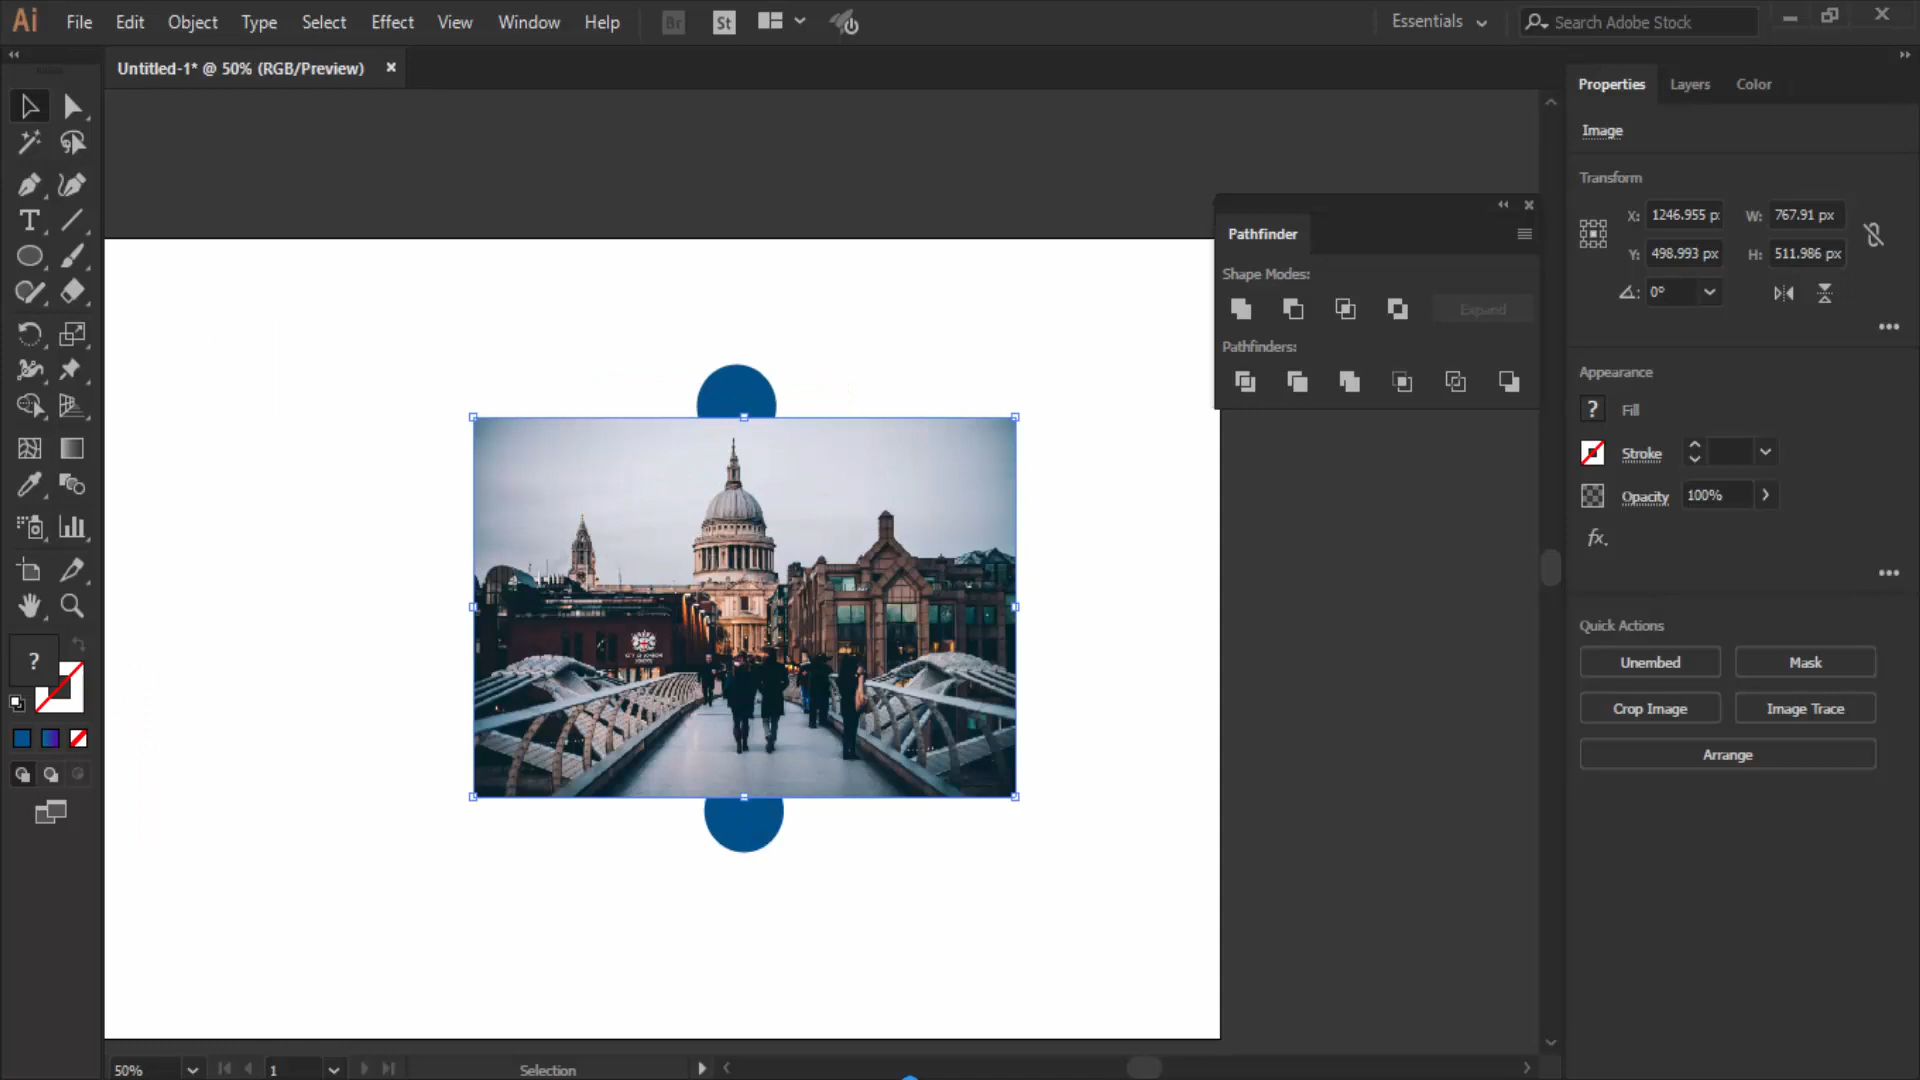 Ai File Edit Object Type Select Effect View Window Help Br St Essentials Search Adobe Stock
Untitled-1* @ 50% (RGB/Preview)
Properties Layers Color
Image
Transform
X: 1246.955 p W: 767.91 px
Y: 498.993 px H: 511.986 px
0°
Pathfinder
Shape Modes:
Expand
Pathfinders:
Appearance
? Fill
Stroke
Opacity 100%
fx.
Quick Actions
Unembed Mask
Crop Image Image Trace
Arrange
?
50% 1 Selection